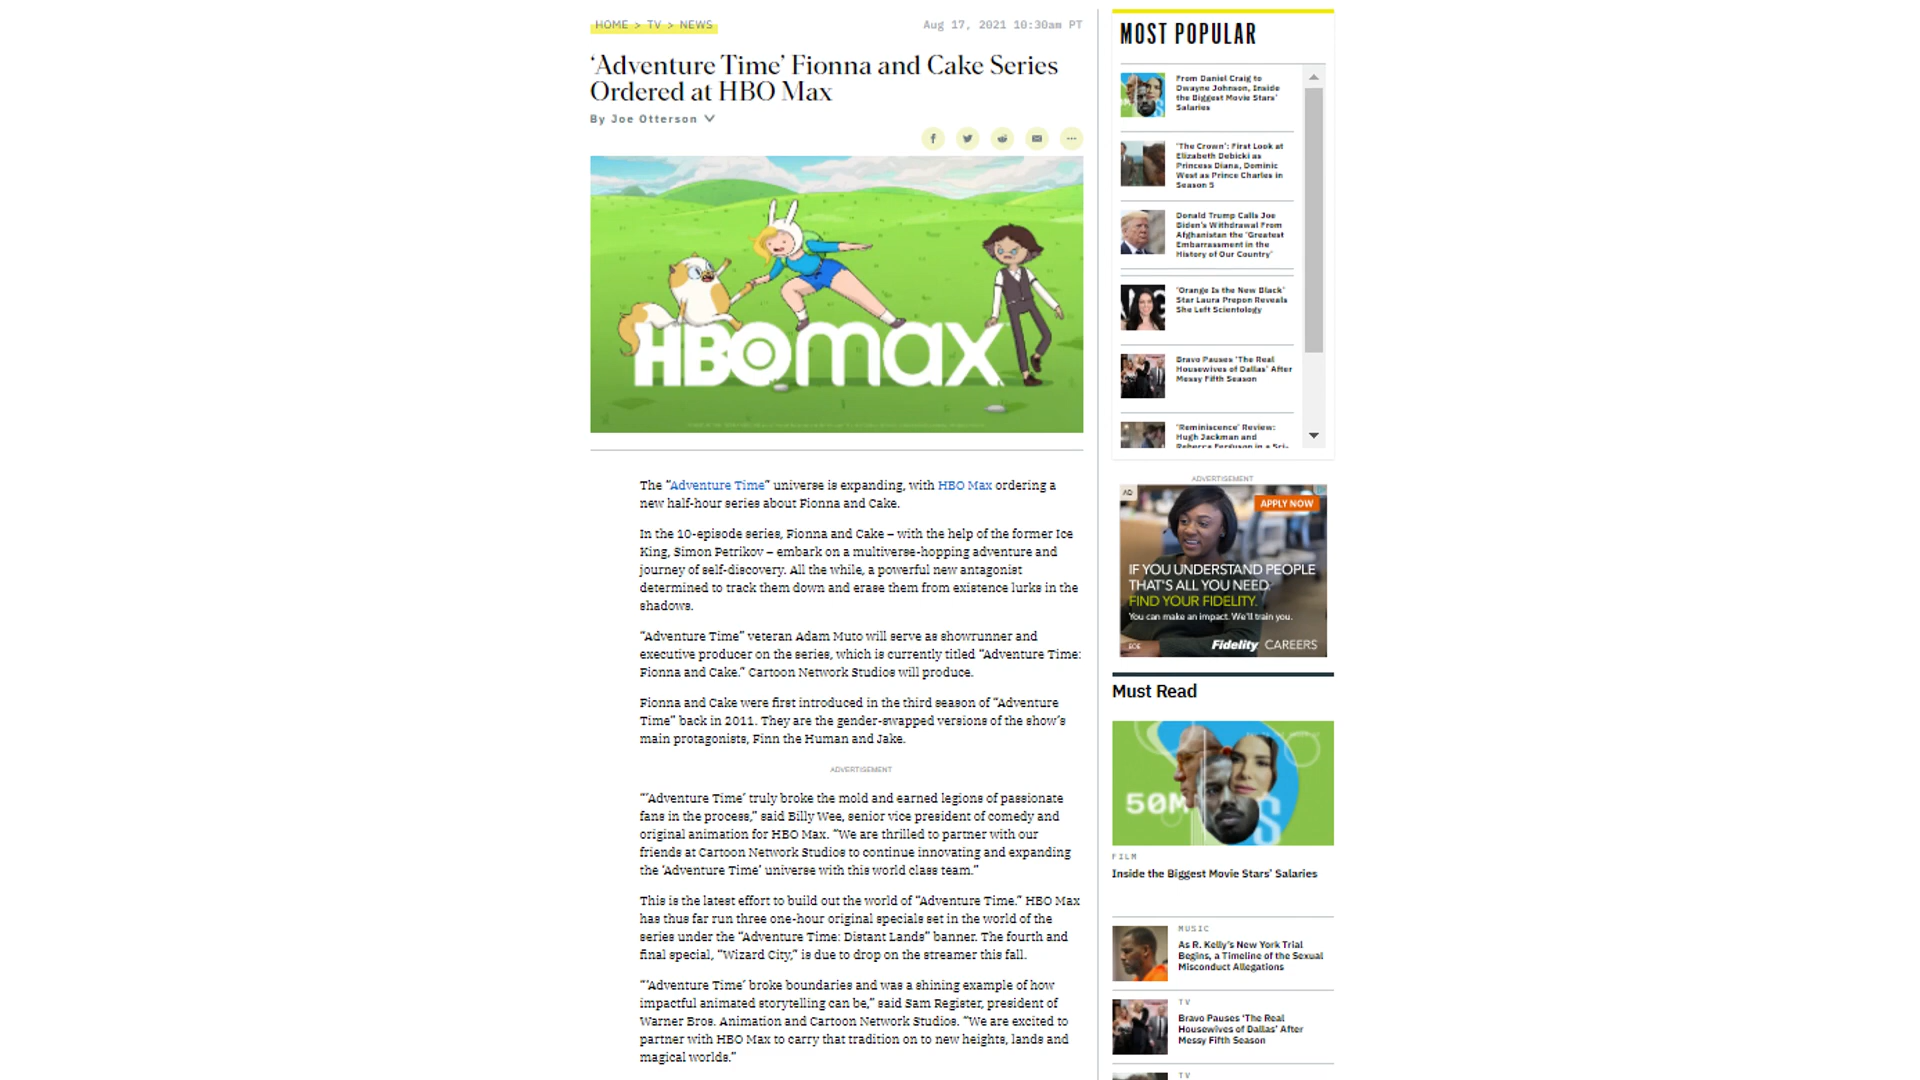 HOME > TV > NEWS
Aug 17, 2021 10:30am PT
‘Adventure Time’ Fionna and Cake Series
Ordered at HBO Max
By Joe Otterson
HBOmax
The “Adventure Time” universe is expanding, with HBO Max ordering a
new half-hour series about Fionna and Cake.
In the 10-episode series, Fionna and Cake – with the help of the former Ice
King, Simon Petrikov – embark on a multiverse-hopping adventure and
journey of self-discovery. All the while, a powerful new antagonist
determined to track them down and erase them from existence lurks in the
shadows.
“Adventure Time” veteran Adam Muto will serve as showrunner and
executive producer on the series, which is currently titled “Adventure Time:
Fionna and Cake.” Cartoon Network Studios will produce.
Fionna and Cake were first introduced in the third season of “Adventure
Time” back in 2011. They are the gender-swapped versions of the show’s
main protagonists, Finn the Human and Jake.
ADVERTISEMENT
“‘Adventure Time’ truly broke the mold and earned legions of passionate
fans in the process,” said Billy Wee, senior vice president of comedy and
original animation for HBO Max. “We are thrilled to partner with our
friends at Cartoon Network Studios to continue innovating and expanding
the ‘Adventure Time’ universe with this world class team.”
This is the latest effort to build out the world of “Adventure Time.” HBO Max
has thus far run three one-hour original specials set in the world of the
series under the “Adventure Time: Distant Lands” banner. The fourth and
final special, “Wizard City,” is due to drop on the streamer this fall.
“‘Adventure Time’ broke boundaries and was a shining example of how
impactful animated storytelling can be,” said Sam Register, president of
Warner Bros. Animation and Cartoon Network Studios. “We are excited to
partner with HBO Max to carry that tradition on to new heights, lands and
magical worlds.”
MOST POPULAR
From Daniel Craig to
Dwayne Johnson, Inside
the Biggest Movie Stars’
Salaries
‘The Crown’: First Look at
Elizabeth Debicki as
Princess Diana, Dominic
West as Prince Charles in
Season 5
Donald Trump Calls Joe
Biden’s Withdrawal From
Afghanistan the ‘Greatest
Embarrassment in the
History of Our Country’
‘Orange Is the New Black’
Star Laura Prepon Reveals
She Left Scientology
Bravo Pauses ‘The Real
Housewives of Dallas’ After
Messy Fifth Season
‘Reminiscence’ Review:
Hugh Jackman and
Rebecca Ferguson in a Sci-
ADVERTISEMENT
AD
APPLY NOW
IF YOU UNDERSTAND PEOPLE
THAT'S ALL YOU NEED.
FIND YOUR FIDELITY.
You can make an impact. We'll train you.
EOE
Fidelity CAREERS
Must Read
50M
S
FILM
Inside the Biggest Movie Stars’ Salaries
MUSIC
As R. Kelly’s New York Trial
Begins, a Timeline of the Sexual
Misconduct Allegations
TV
Bravo Pauses ‘The Real
Housewives of Dallas’ After
Messy Fifth Season
TV